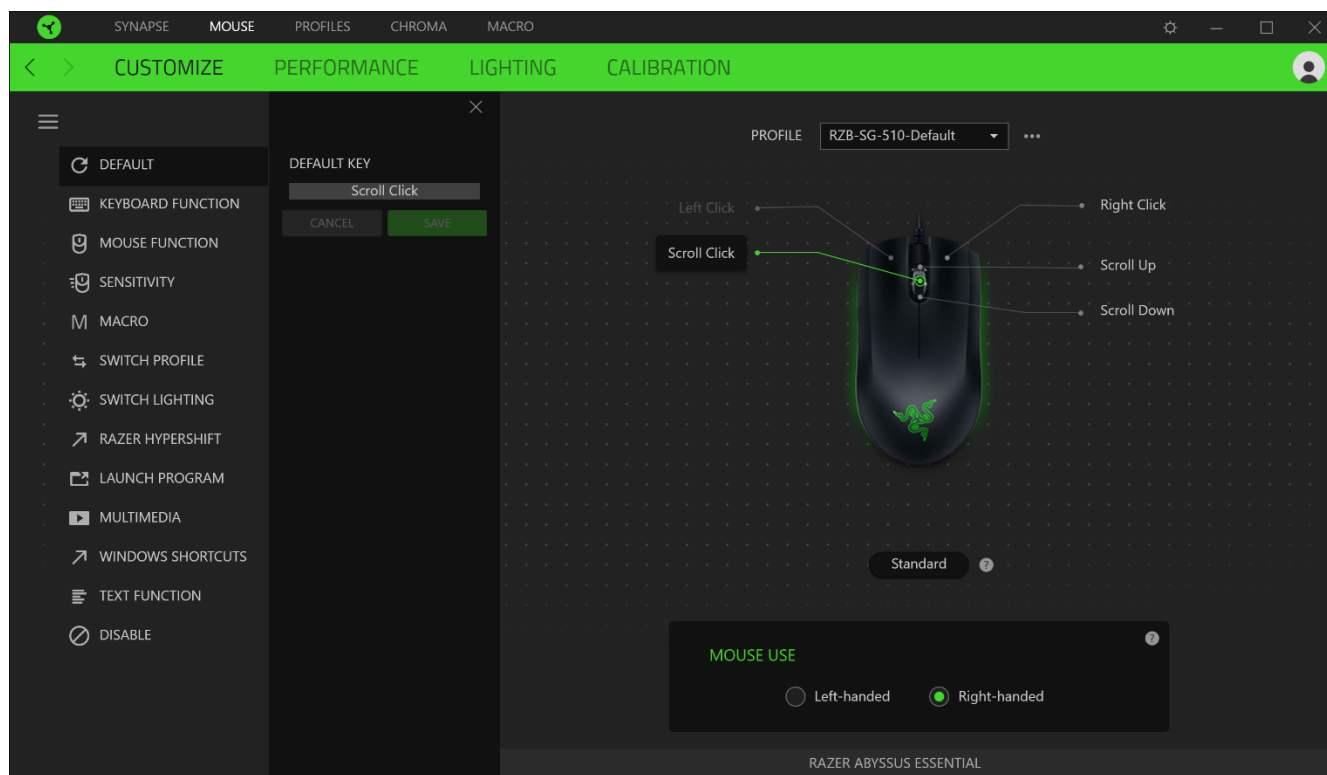 SYNAPSE MOUSE PROFILES CHROMA MACRO
CUSTOMIZE PERFORMANCE LIGHTING CALIBRATION
DEFAULT
KEYBOARD FUNCTION
MOUSE FUNCTION
SENSITIVITY
MACRO
SWITCH PROFILE
SWITCH LIGHTING
RAZER HYPERSHIFT
LAUNCH PROGRAM
MULTIMEDIA
WINDOWS SHORTCUTS
TEXT FUNCTION
DISABLE
DEFAULT KEY
Scroll Click
CANCEL SAVE
PROFILE RZB-SG-510-Default
Left Click
Right Click
Scroll Click
Scroll Up
Scroll Down
Standard
MOUSE USE
Left-handed Right-handed
RAZER ABYSSUS ESSENTIAL